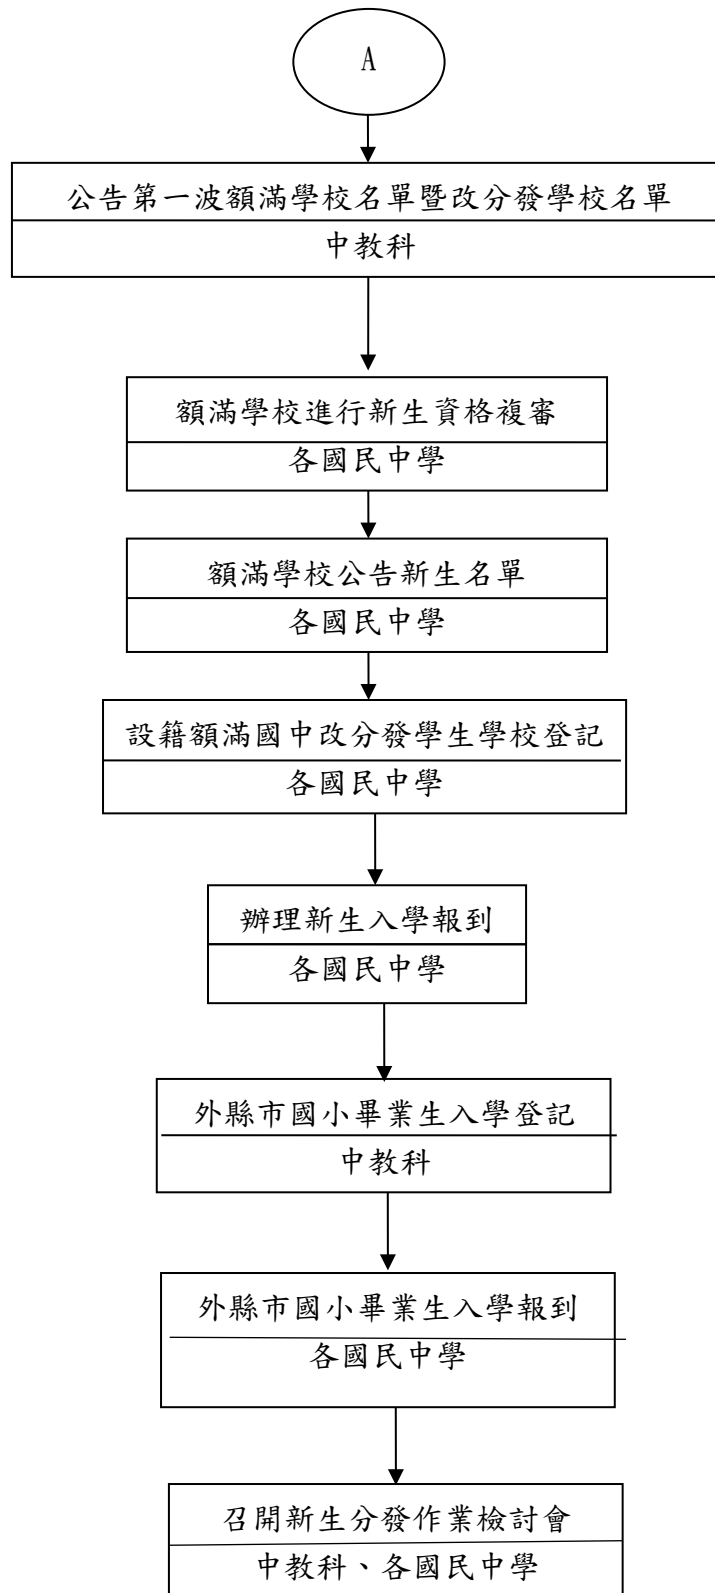 A
公告第一波額滿學校名單暨改分發學校名單
中教科
額滿學校進行新生資格複審
各國民中學
額滿學校公告新生名單
各國民中學
設籍額滿國中改分發學生學校登記
各國民中學
辦理新生入學報到
各國民中學
外縣市國小畢業生入學登記
中教科
外縣市國小畢業生入學報到
各國民中學
召開新生分發作業檢討會
中教科、各國民中學